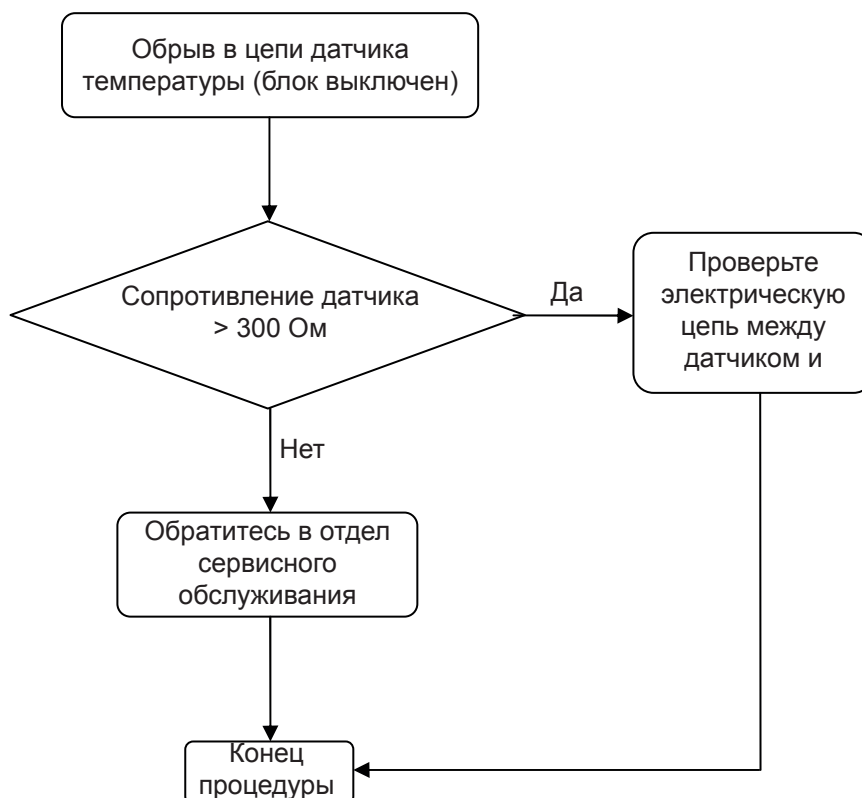 Обрыв в цепи датчика
температуры (блок выключен)
Сопротивление датчика
> 300 Ом
Да
Проверьте
электрическую
цепь между
датчиком и
Нет
Обратитесь в отдел
сервисного
обслуживания
Конец
процедуры